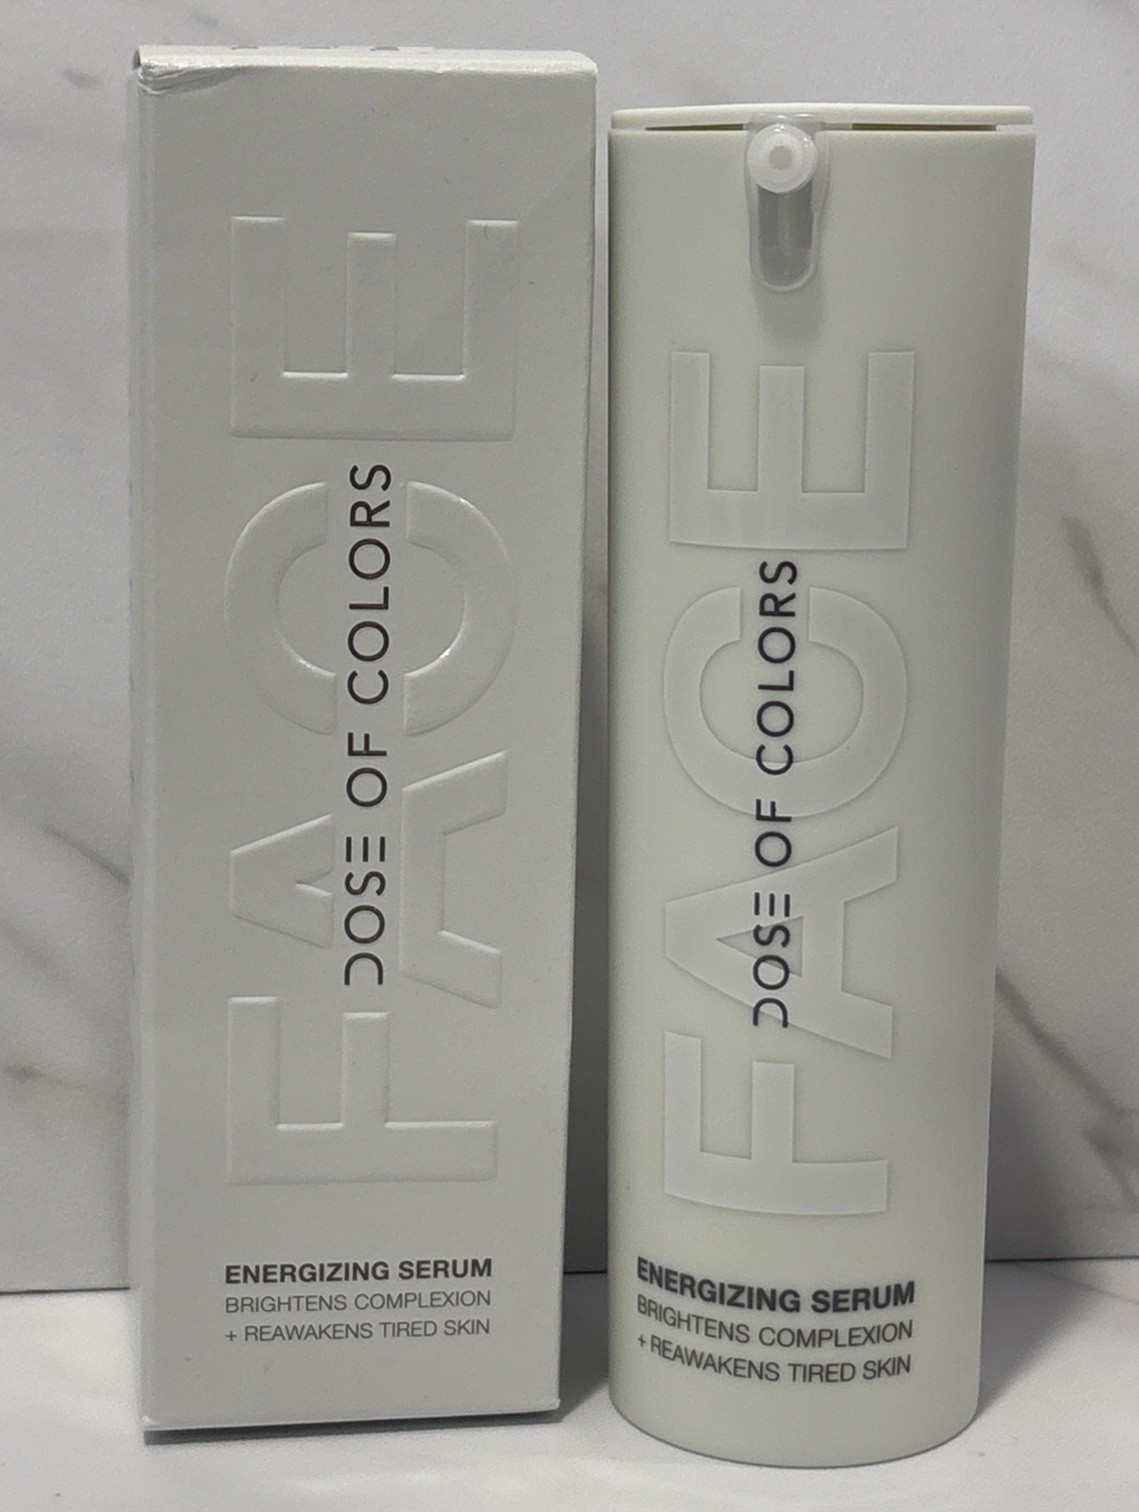 FACE
DOSE OF COLORS
ENERGIZING SERUM
BRIGHTENS COMPLEXION
+ REAWAKENS TIRED SKIN
FACE
DOSE OF COLORS
ENERGIZING SERUM
BRIGHTENS COMPLEXION
+ REAWAKENS TIRED SKIN